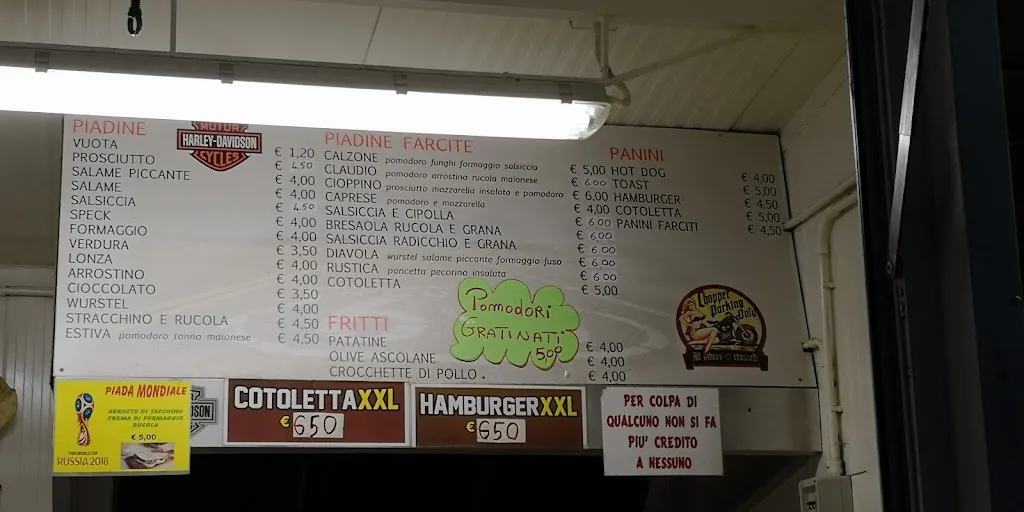 PIADINE
VUOTA € 1,20
PROSCIUTTO € 4.50
SALAME PICCANTE € 4,00
SALAME € 4,00
SALSICCIA € 4.50
SPECK € 4,00
FORMAGGIO € 4,00
VERDURA € 3,50
LONZA € 4,00
ARROSTINO € 4,00
CIOCCOLATO € 3,50
WURSTEL € 4,00
STRACCHINO E RUCOLA € 4,50
ESTIVA pomodoro tonno maionese € 4,50
MOTOR
HARLEY-DAVIDSON
CYCLES
PIADINE FARCITE
CALZONE pomodoro funghi formaggio salsiccia € 5,00
CLAUDIO pomodoro arrostino rucola maionese € 6.00
CIOPPINO prosciutto mozzarella insalata e pomodoro € 6,00
CAPRESE pomodoro e mozzarella € 4,00
SALSICCIA E CIPOLLA € 6.00
BRESAOLA RUCOLA E GRANA € 6.00
SALSICCIA RADICCHIO E GRANA € 6.00
DIAVOLA wurstel salame piccante formaggio fuso € 6.00
RUSTICA pancetta pecorino insalata € 6.00
COTOLETTA € 5,00
FRITTI
PATATINE € 4,00
OLIVE ASCOLANE € 4,00
CROCCHETTE DI POLLO. € 4,00
POMODORI
GRATINATI
50¢
PANINI
HOT DOG € 4,00
TOAST € 5,00
HAMBURGER € 4,50
COTOLETTA € 5,00
PANINI FARCITI € 4,50
Chopper
Parking
Only
PIADA MONDIALE
ARROSTO DI TACCHINO
CREMA DI FORMAGGIO
RUCOLA
€ 5,00
FIFA WORLD CUP
RUSSIA 2018
COTOLETTAXXL
€ 650
HAMBURGERXXL
€ 650
PER COLPA DI
QUALCUNO NON SI FA
PIU' CREDITO
A NESSUNO